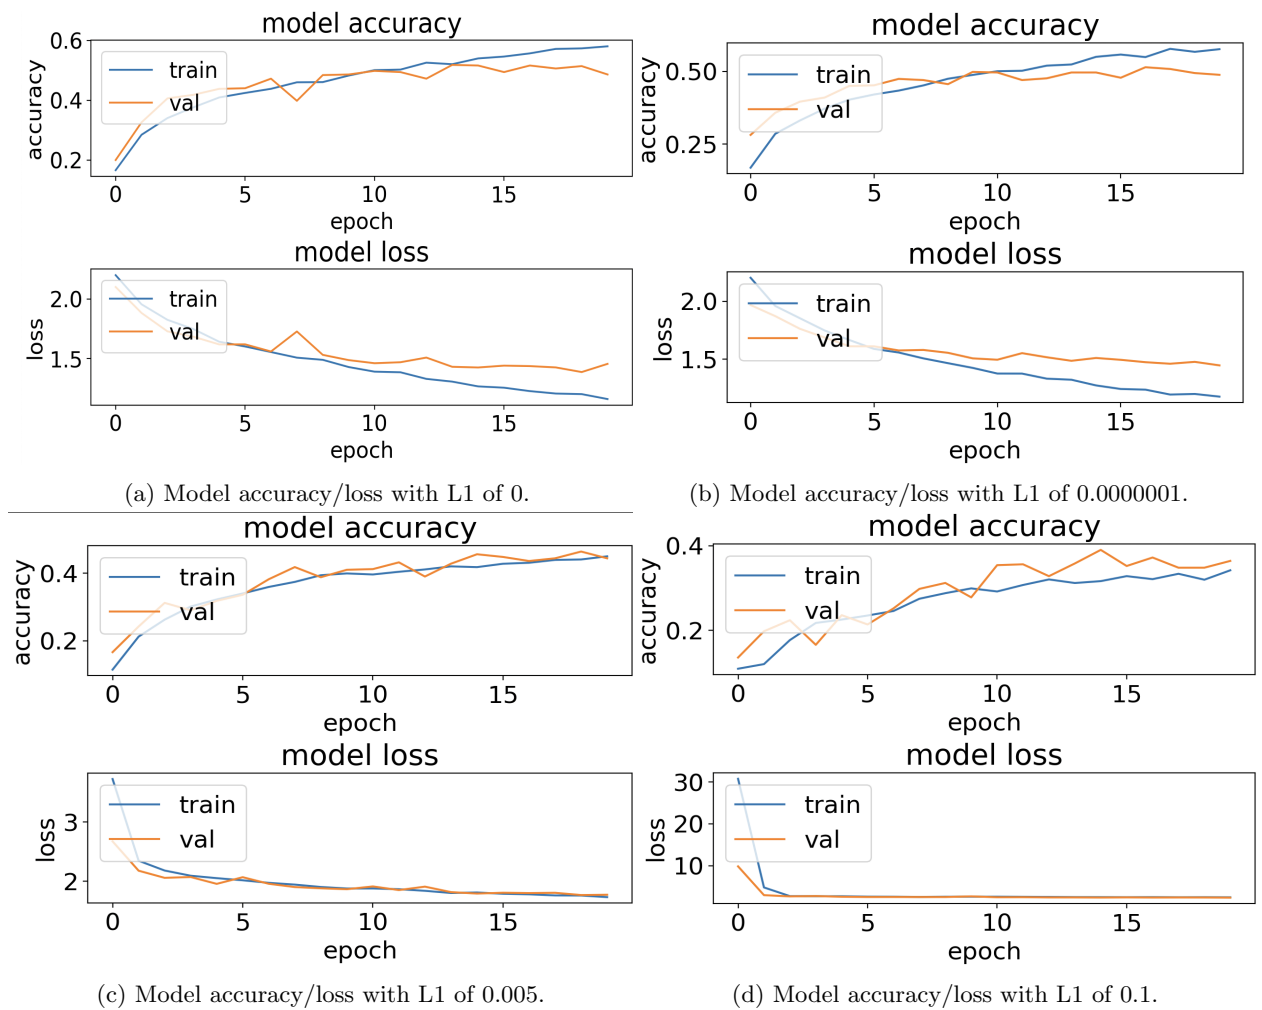 model accuracy
accuracy
0.6
0.4
0.2
train
val
0 5 10 15
epoch
model loss
loss
2.0
1.5
train
val
0 5 10 15
epoch
(a) Model accuracy/loss with L1 of 0.
model accuracy
accuracy
0.50
0.25
train
val
0 5 10 15
epoch
model loss
loss
2.0
1.5
train
val
0 5 10 15
epoch
(b) Model accuracy/loss with L1 of 0.0000001.
model accuracy
accuracy
0.4
0.2
train
val
0 5 10 15
epoch
model loss
loss
3
2
train
val
0 5 10 15
epoch
(c) Model accuracy/loss with L1 of 0.005.
model accuracy
accuracy
0.4
0.2
train
val
0 5 10 15
epoch
model loss
loss
30
20
10
train
val
0 5 10 15
epoch
(d) Model accuracy/loss with L1 of 0.1.